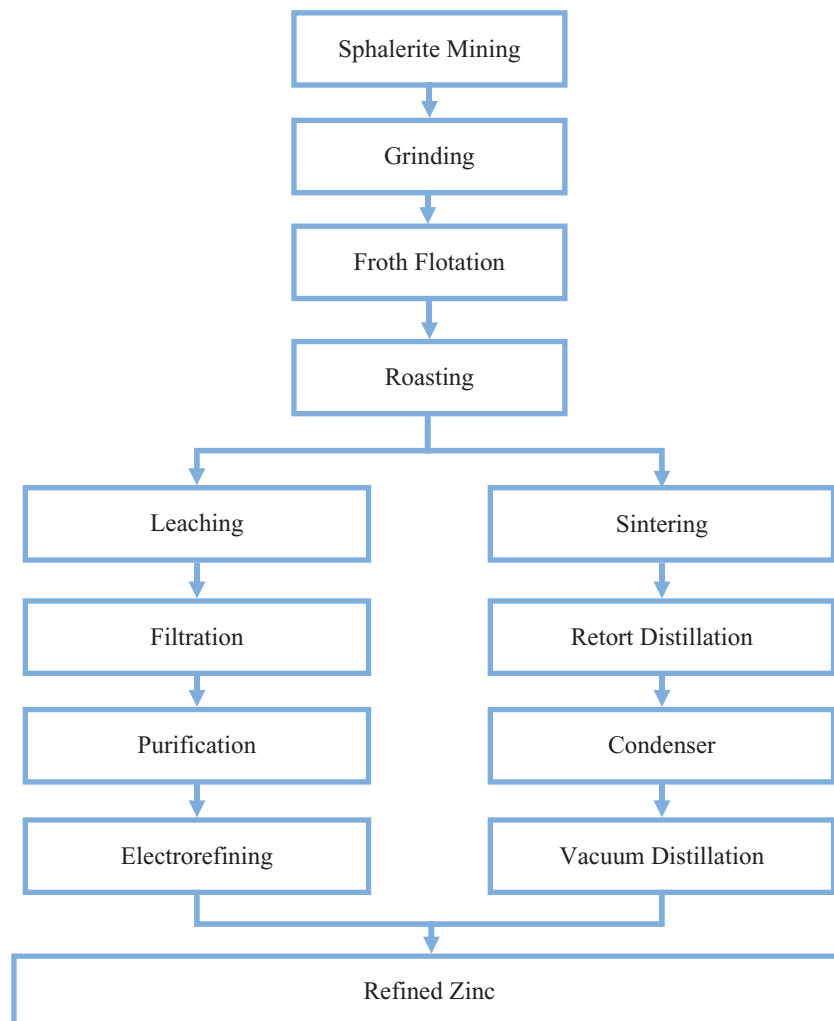 Sphalerite Mining
Grinding
Froth Flotation
Roasting
Leaching
Sintering
Filtration
Retort Distillation
Purification
Condenser
Electrorefining
Vacuum Distillation
Refined Zinc